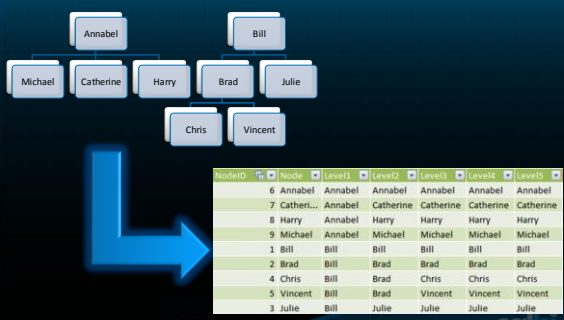 Annabel Bill
Michael Catherine Harry Brad Julie
Chris Vincent
NodeID Node Level1 Level2 Level3 Level4 Level5
6 Annabel Annabel Annabel Annabel Annabel Annabel
7 Catheri... Annabel Catherine Catherine Catherine Catherine
8 Harry Annabel Harry Harry Harry Harry
9 Michael Annabel Michael Michael Michael Michael
1 Bill Bill Bill Bill Bill Bill
2 Brad Bill Brad Brad Brad Brad
4 Chris Bill Brad Chris Chris Chris
5 Vincent Bill Brad Vincent Vincent Vincent
3 Julie Bill Julie Julie Julie Julie